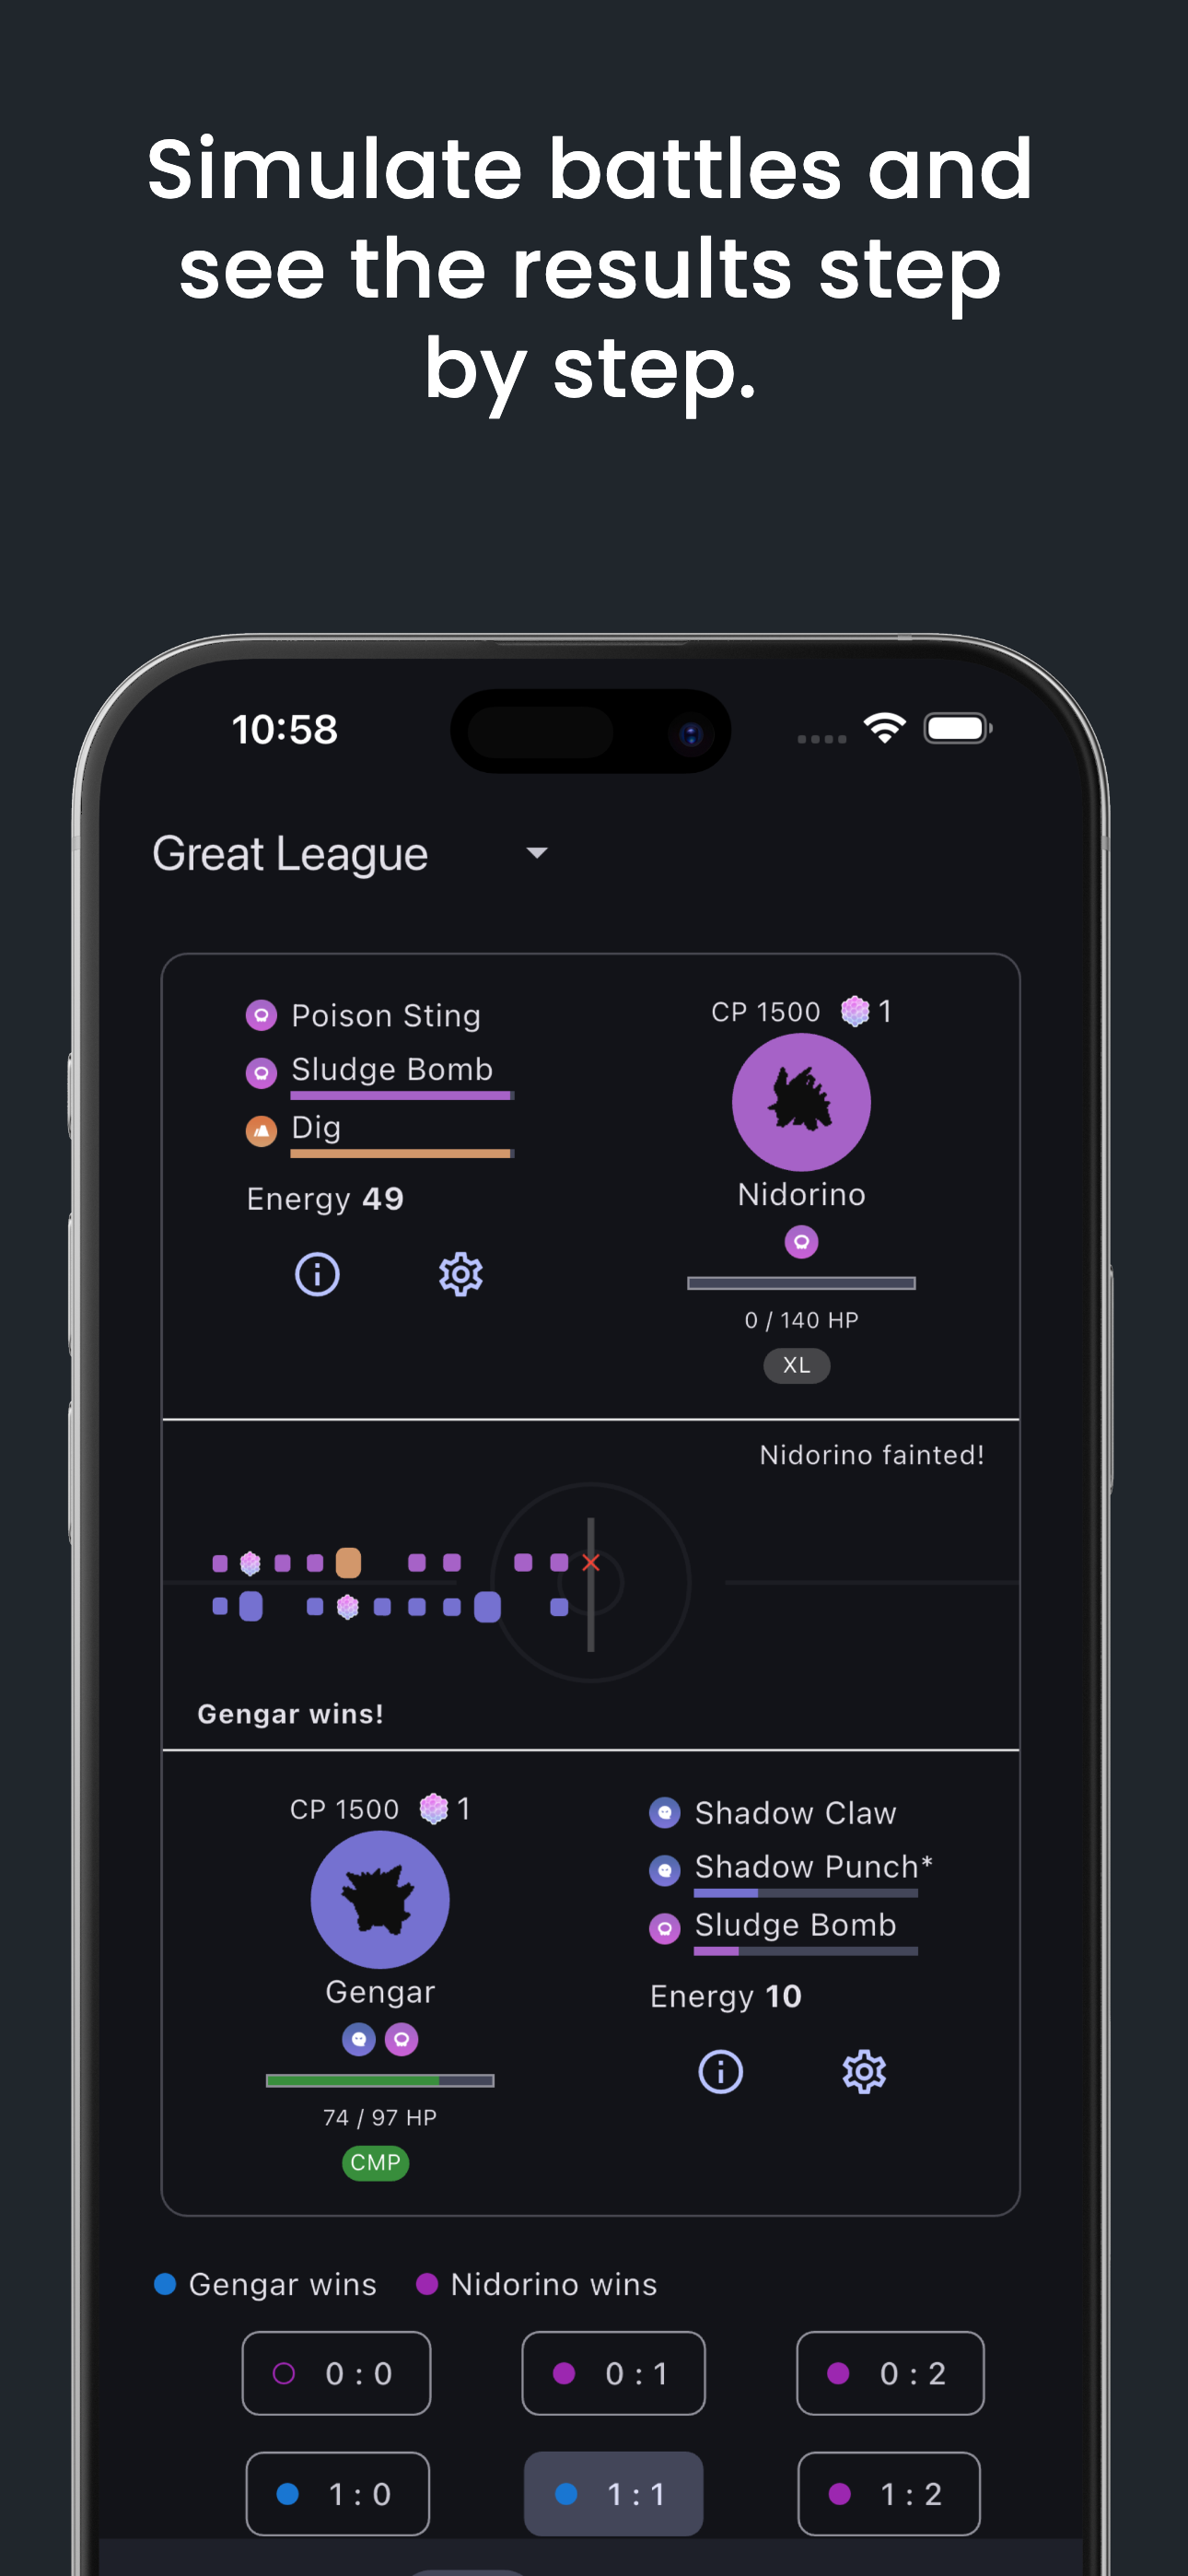 Simulate battles and
see the results step
by step.
10:58
Great League
Poison Sting
Sludge Bomb
Dig
Energy 49
CP 1500 1
Nidorino
0 / 140 HP
XL
Nidorino fainted!
Gengar wins!
CP 1500 1
Gengar
74 / 97 HP
CMP
Shadow Claw
Shadow Punch*
Sludge Bomb
Energy 10
Gengar wins Nidorino wins
0 : 0 0 : 1 0 : 2
1 : 0 1 : 1 1 : 2